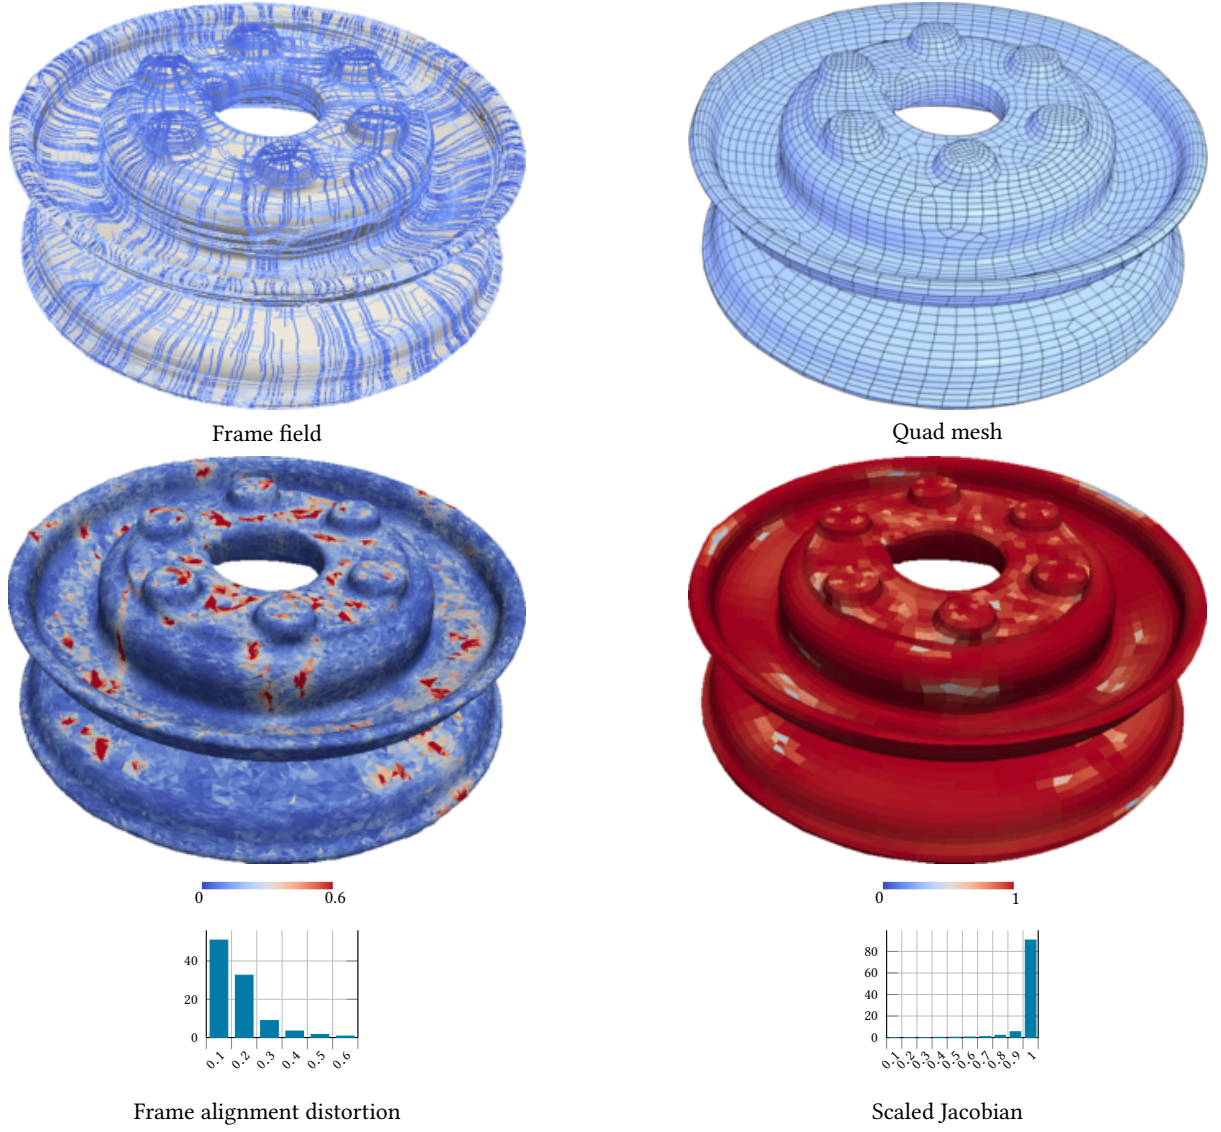 Frame field
Quad mesh
0 0.6
0 1
40
20
0
0.1 0.2 0.3 0.4 0.5 0.6
80
60
40
20
0
0.1 0.2 0.3 0.4 0.5 0.6 0.7 0.8 0.9 1
Frame alignment distortion
Scaled Jacobian